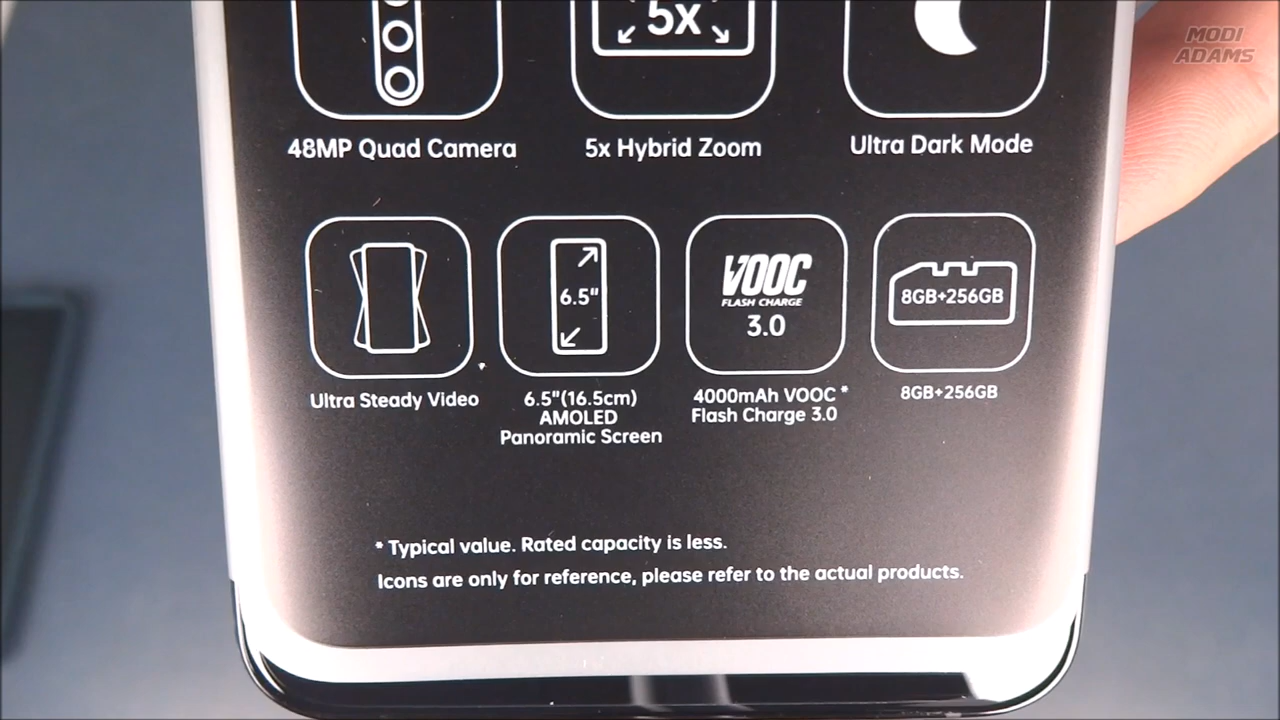 MODI
ADAMS
5x
48MP Quad Camera
5x Hybrid Zoom
Ultra Dark Mode
6.5"
VOOC
FLASH CHARGE
3.0
8GB+256GB
Ultra Steady Video
6.5"(16.5cm)
AMOLED
Panoramic Screen
4000mAh VOOC *
Flash Charge 3.0
8GB+256GB
* Typical value. Rated capacity is less.
Icons are only for reference, please refer to the actual products.